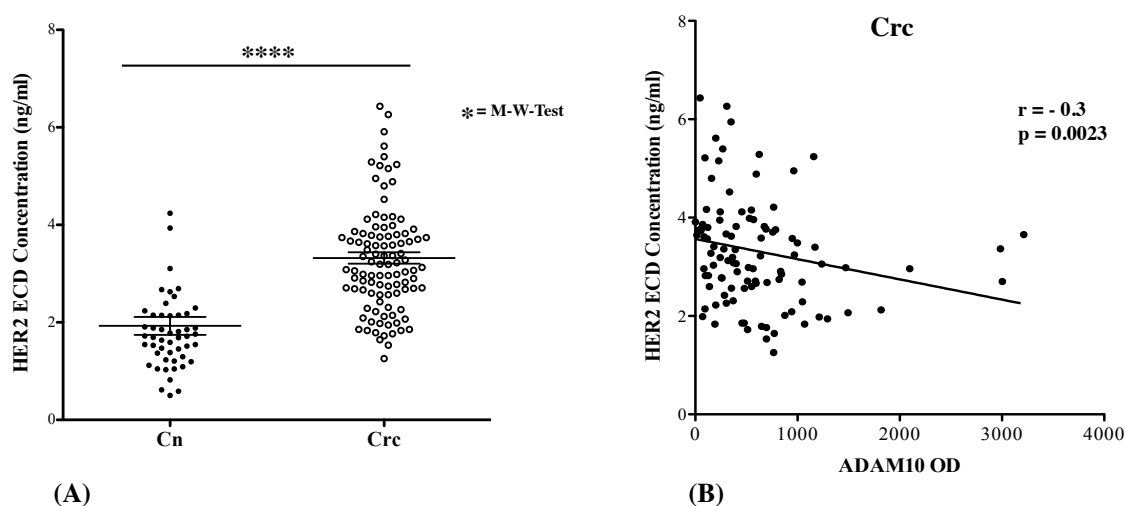 HER2 ECD Concentration (ng/ml)
8
6
4
2
0
****
*= M-W-Test
Cn
Crc
(A)
HER2 ECD Concentration (ng/ml)
8
6
4
2
0
Crc
r = - 0.3
p = 0.0023
0 1000 2000 3000 4000
ADAM10 OD
(B)